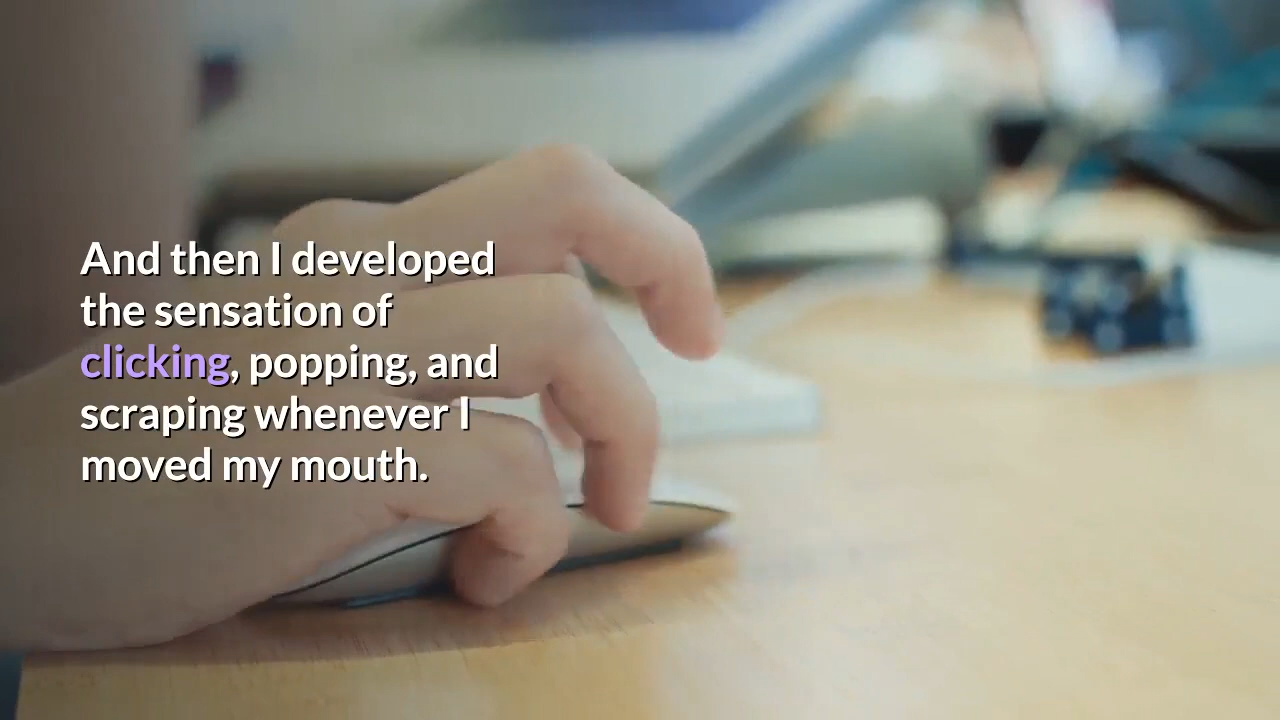 And then I developed
the sensation of
clicking, popping, and
scraping whenever I
moved my mouth.